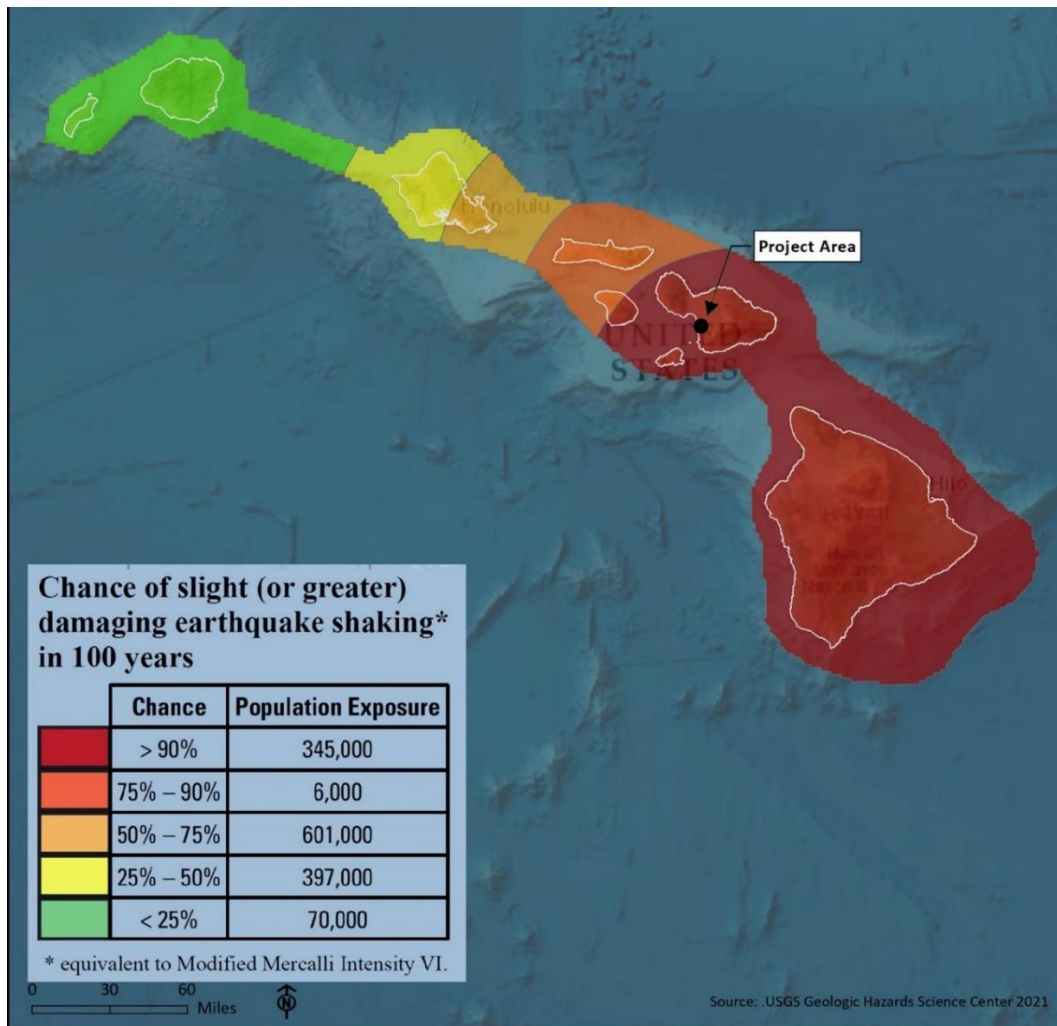 Honolulu
Project Area
UNITED
STATES
Hilo
Hawaii
Chance of slight (or greater)
damaging earthquake shaking*
in 100 years
Chance Population Exposure
> 90% 345,000
75% – 90% 6,000
50% – 75% 601,000
25% – 50% 397,000
< 25% 70,000
* equivalent to Modified Mercalli Intensity VI.
0 30 60
Miles
N
Source: .USGS Geologic Hazards Science Center 2021